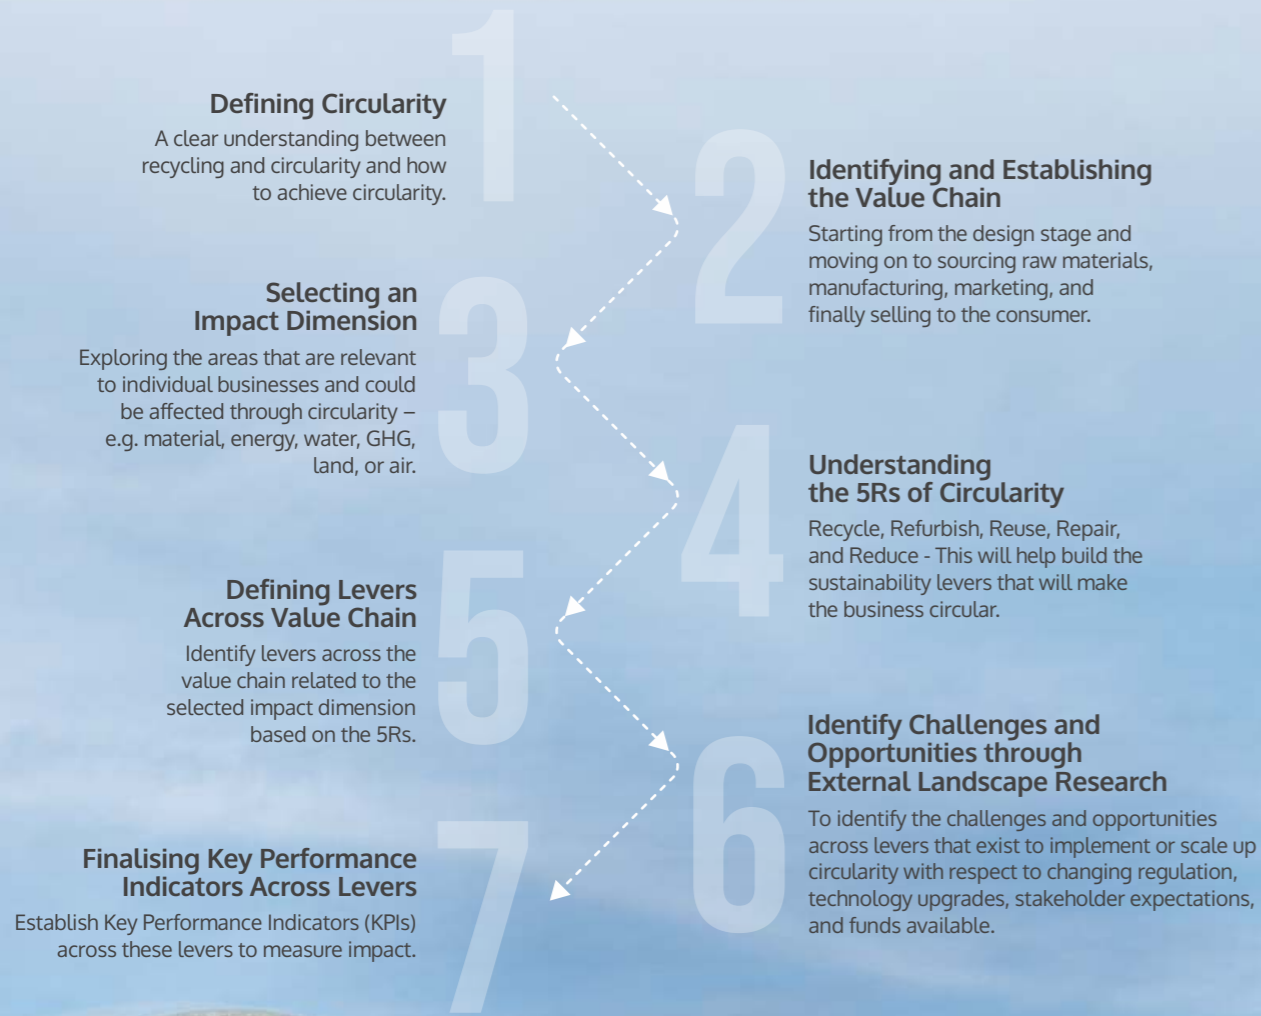 1
Defining Circularity
A clear understanding between
recycling and circularity and how
to achieve circularity.
2
Identifying and Establishing
the Value Chain
Starting from the design stage and
moving on to sourcing raw materials,
manufacturing, marketing, and
finally selling to the consumer.
3
Selecting an
Impact Dimension
Exploring the areas that are relevant
to individual businesses and could
be affected through circularity –
e.g. material, energy, water, GHG,
land, or air.
4
Understanding
the 5Rs of Circularity
Recycle, Refurbish, Reuse, Repair,
and Reduce - This will help build the
sustainability levers that will make
the business circular.
5
Defining Levers
Across Value Chain
Identify levers across the
value chain related to the
selected impact dimension
based on the 5Rs.
6
Identify Challenges and
Opportunities through
External Landscape Research
To identify the challenges and opportunities
across levers that exist to implement or scale up
circularity with respect to changing regulation,
technology upgrades, stakeholder expectations,
and funds available.
7
Finalising Key Performance
Indicators Across Levers
Establish Key Performance Indicators (KPIs)
across these levers to measure impact.